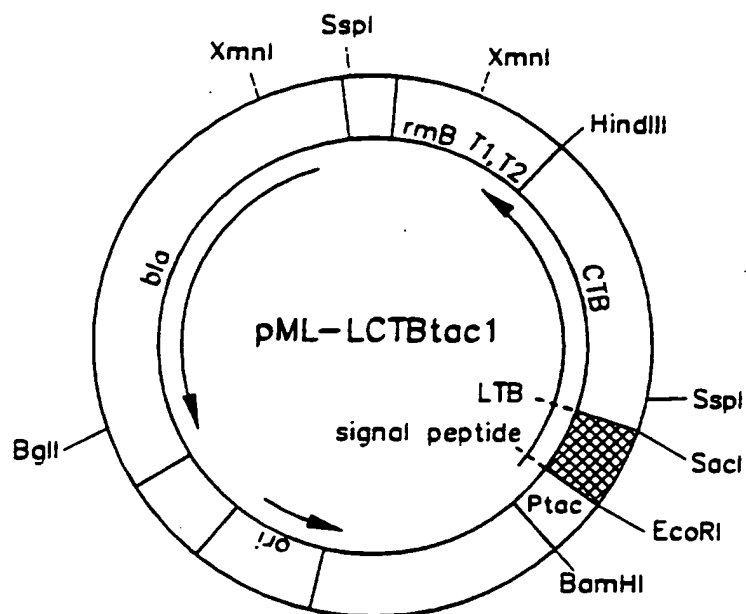 SspI
XmnI
XmnI
rmB T1,T2
HindIII
bla
CTB
pML-LCTBtac1
LTB
SspI
signal peptide
BglI
SacI
Ptac
EcoRI
ori
BamHI